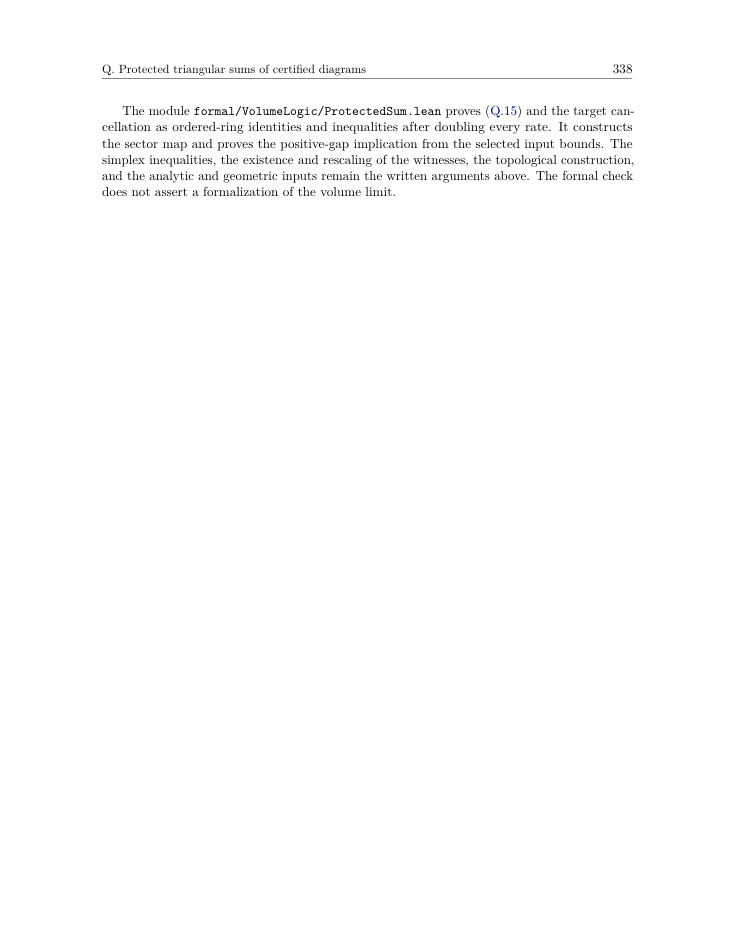 Q. Protected triangular sums of certified diagrams 338
The module formal/VolumeLogic/ProtectedSum.lean proves (Q.15) and the target can-
cellation as ordered-ring identities and inequalities after doubling every rate. It constructs
the sector map and proves the positive-gap implication from the selected input bounds. The
simplex inequalities, the existence and rescaling of the witnesses, the topological construction,
and the analytic and geometric inputs remain the written arguments above. The formal check
does not assert a formalization of the volume limit.